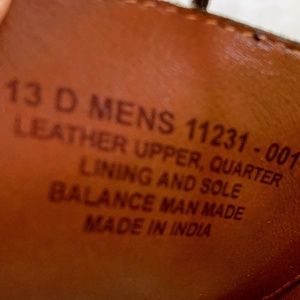 13 D MENS 11231-001
LEATHER UPPER, QUARTER
LINING AND SOLE
BALANCE MAN MADE
MADE IN INDIA